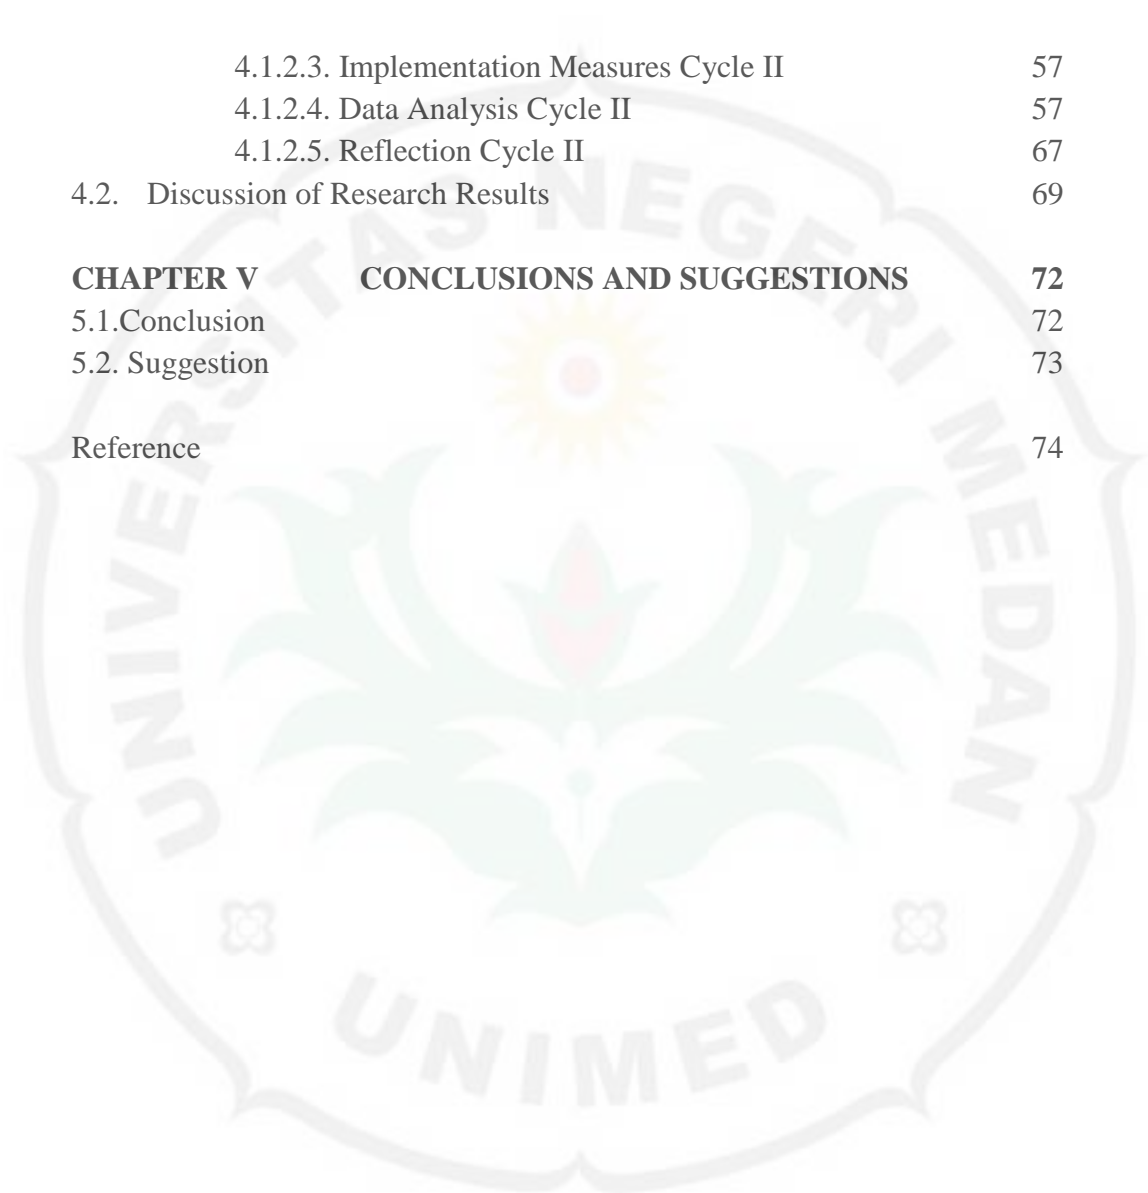 4.1.2.3. Implementation Measures Cycle II 57
4.1.2.4. Data Analysis Cycle II 57
4.1.2.5. Reflection Cycle II 67
4.2. Discussion of Research Results 69
CHAPTER V CONCLUSIONS AND SUGGESTIONS 72
5.1.Conclusion 72
5.2. Suggestion 73
Reference 74
UNIVERSITAS NEGERI MEDAN
UNIMED